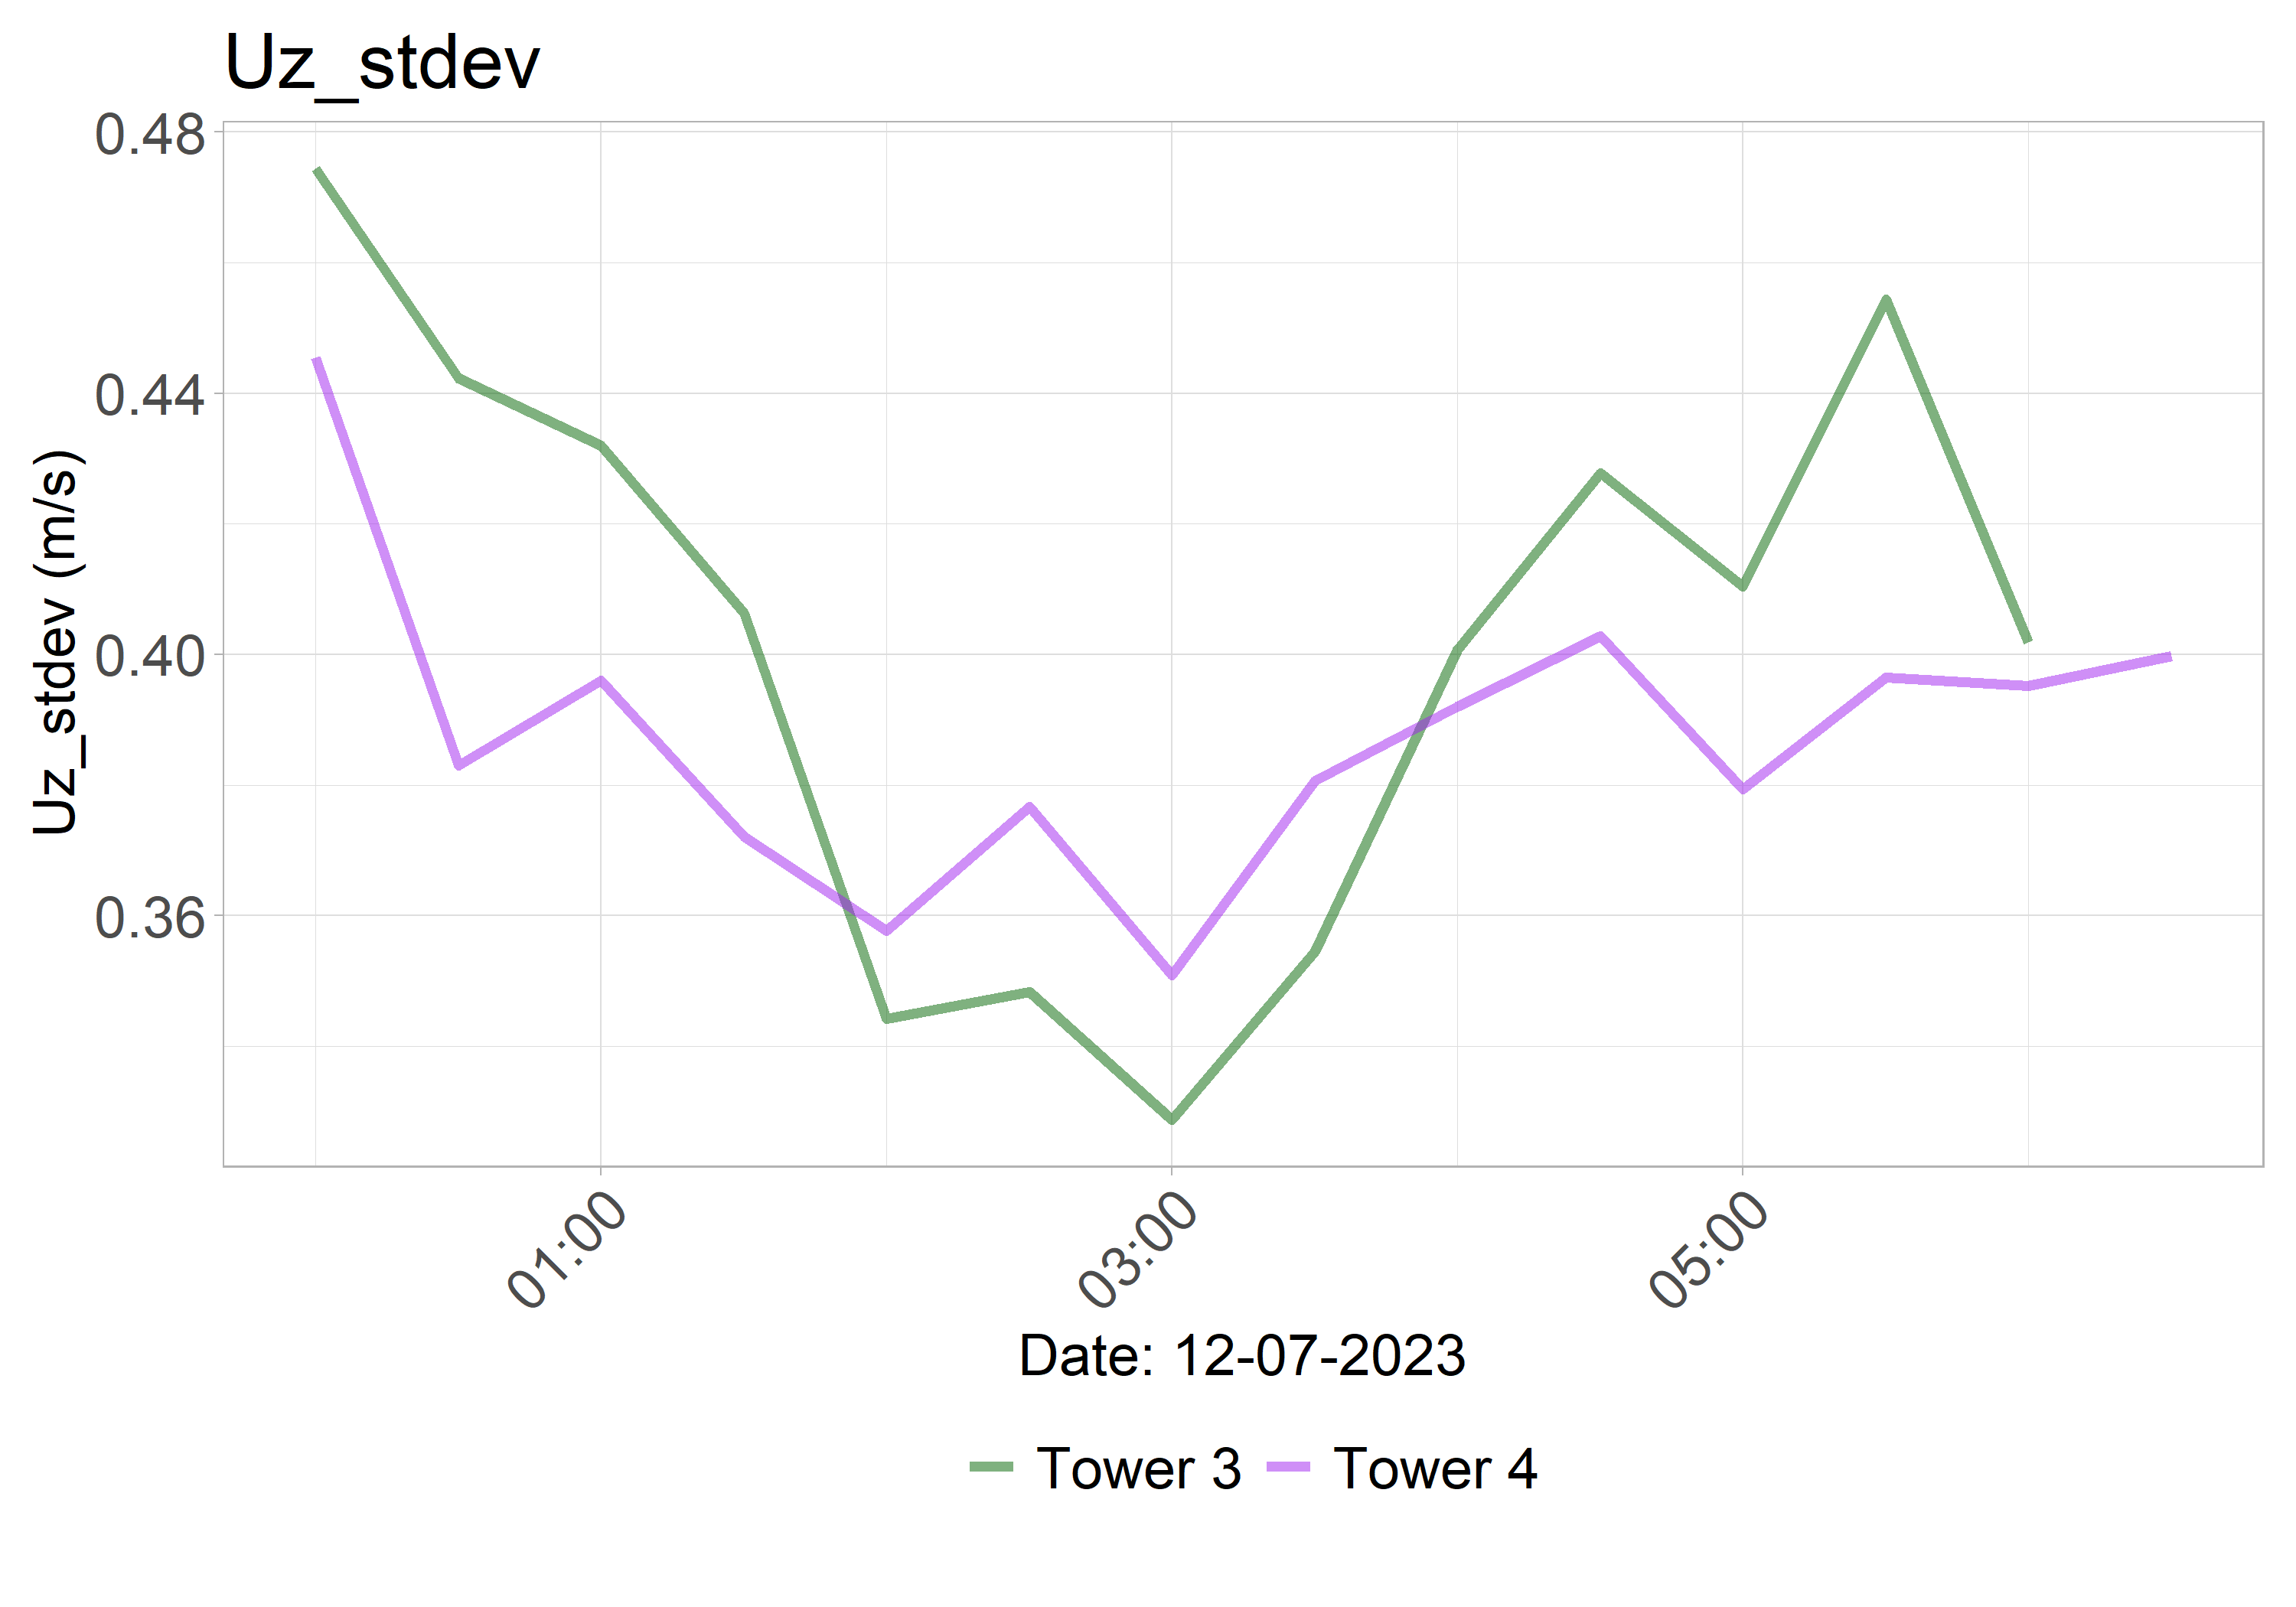 Uz_stdev
Uz_stdev (m/s)
0.48
0.44
0.40
0.36
01:00
03:00
05:00
Date: 12-07-2023
Tower 3
Tower 4